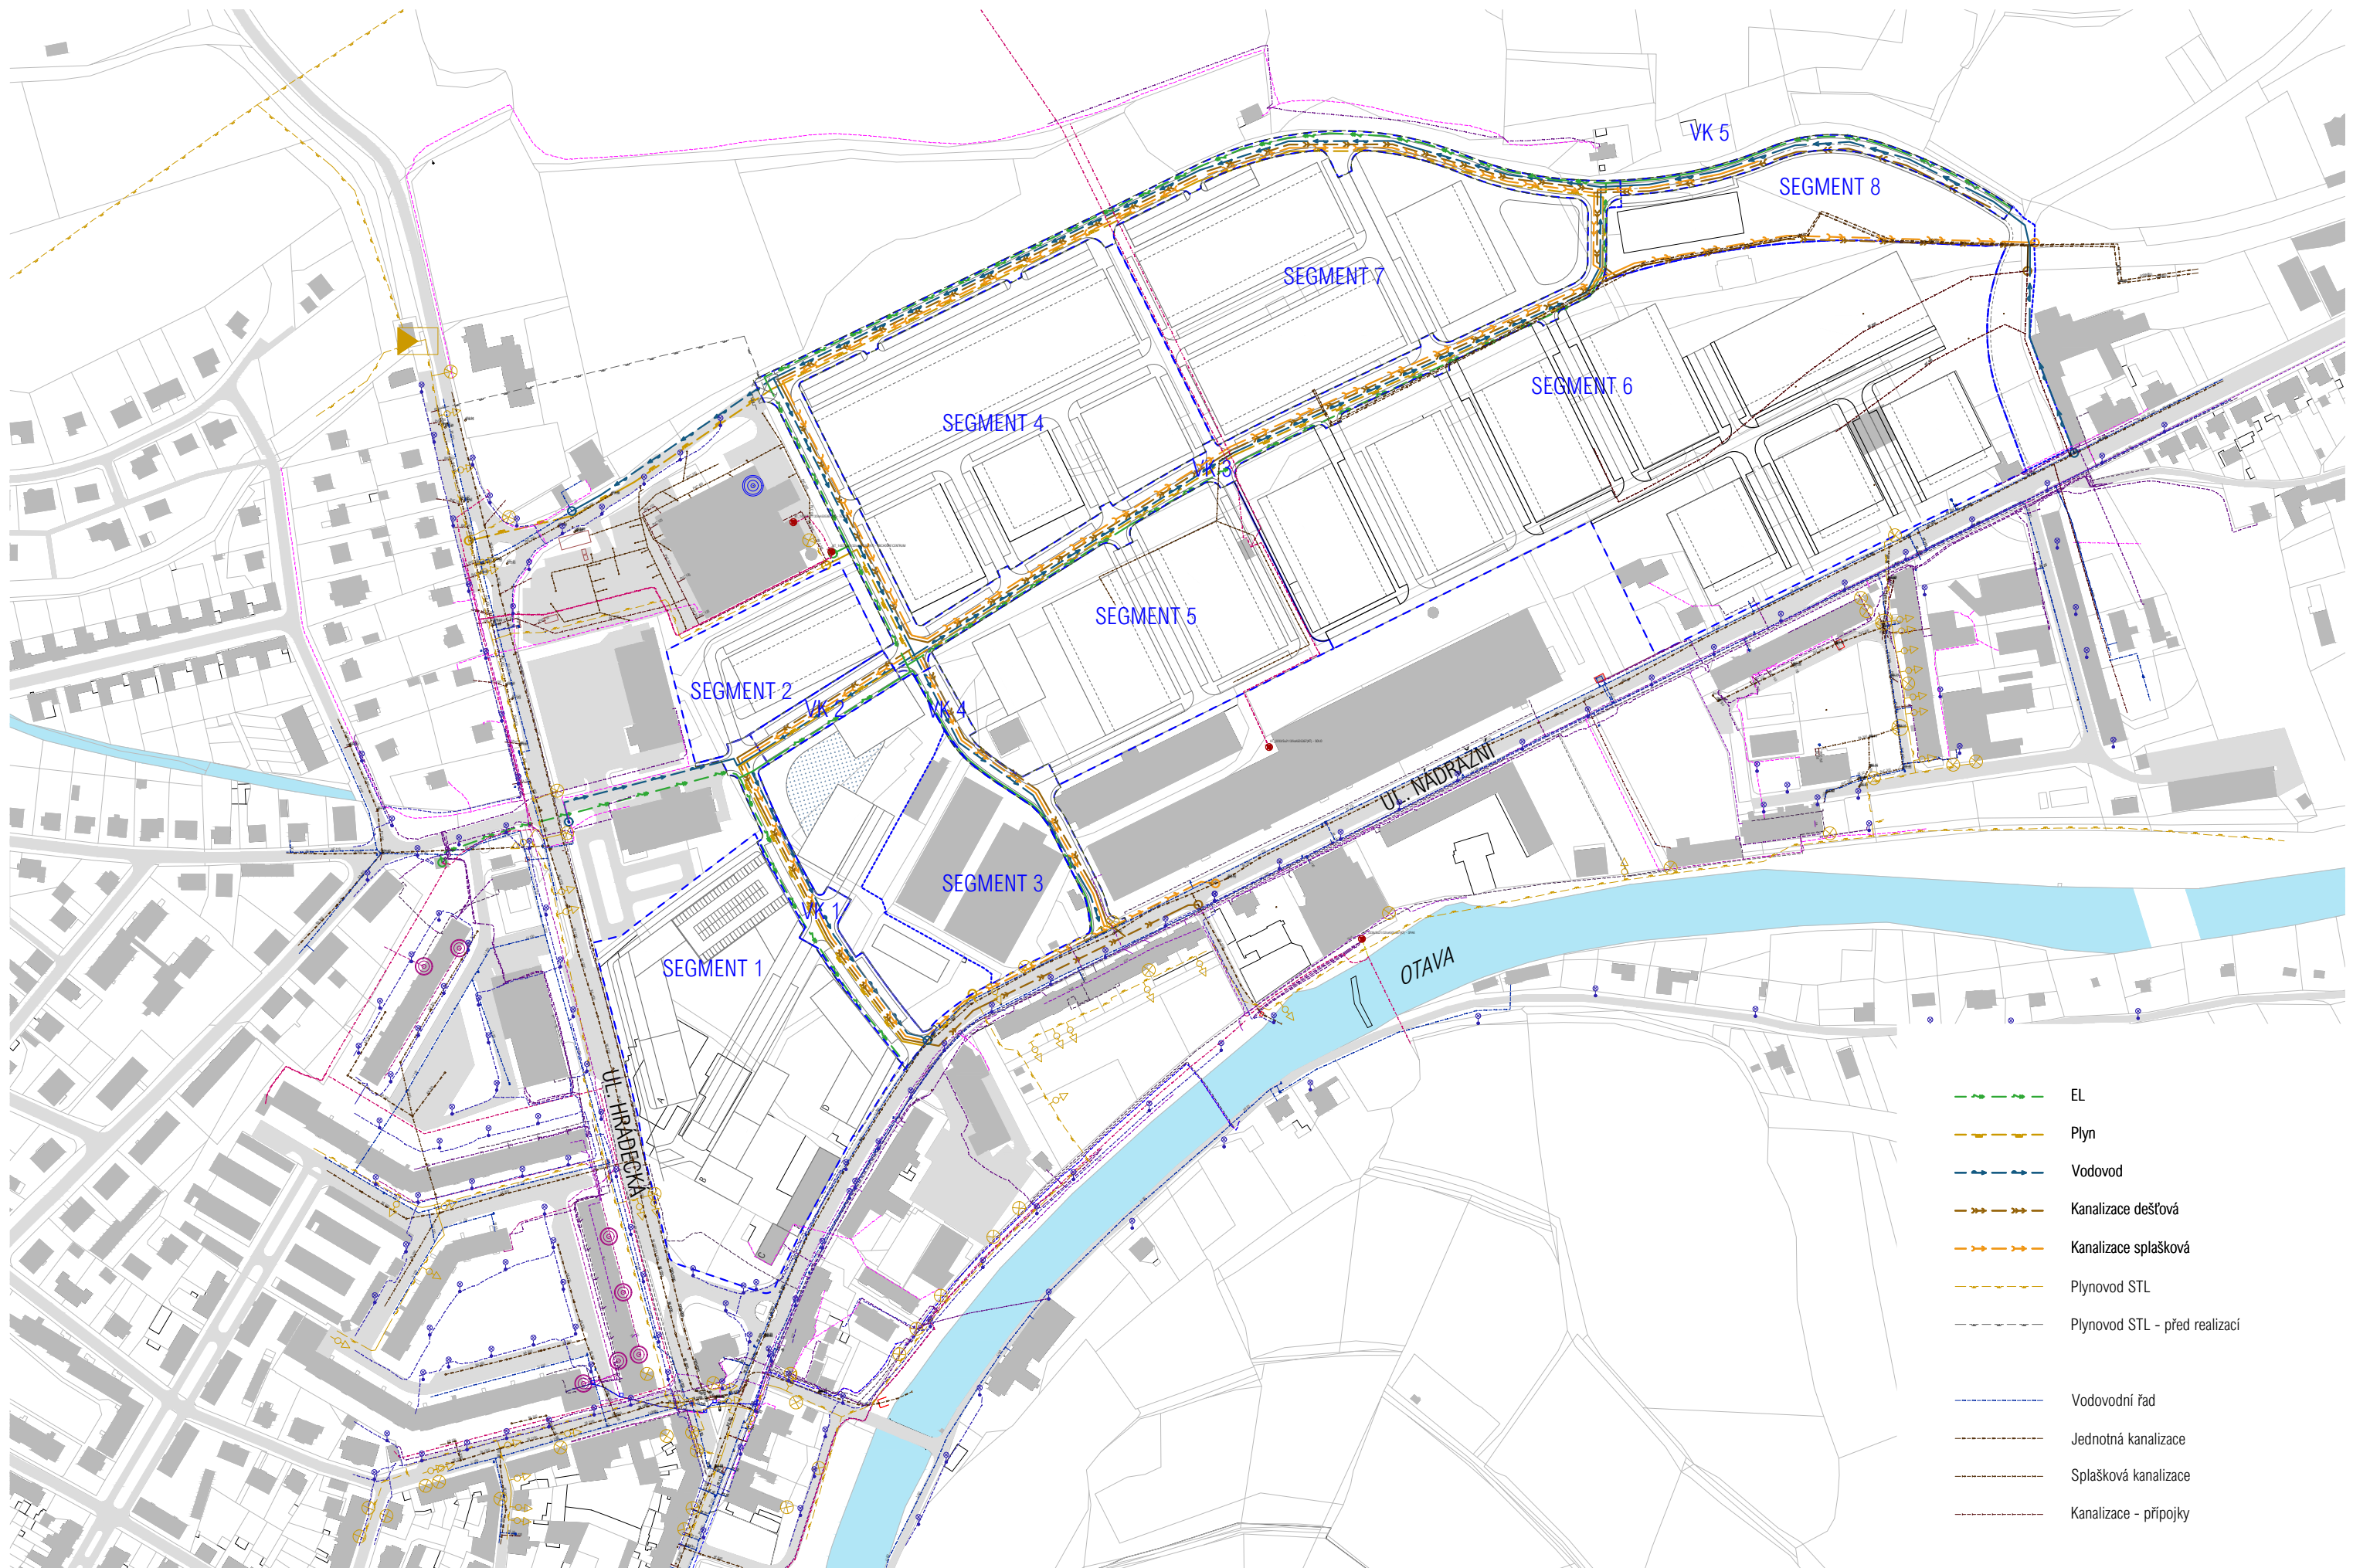 VK 5
SEGMENT 8
SEGMENT 7
SEGMENT 6
SEGMENT 4
VK 3
SEGMENT 5
SEGMENT 2
VK 2
VK 4
UL. NÁDRAŽNÍ
SEGMENT 3
VK 1
SEGMENT 1
OTAVA
UL. HRÁDECKÁ
A
B
C
D
EL
Plyn
Vodovod
Kanalizace dešťová
Kanalizace splašková
Plynovod STL
Plynovod STL - před realizací
Vodovodní řad
Jednotná kanalizace
Splašková kanalizace
Kanalizace - přípojky